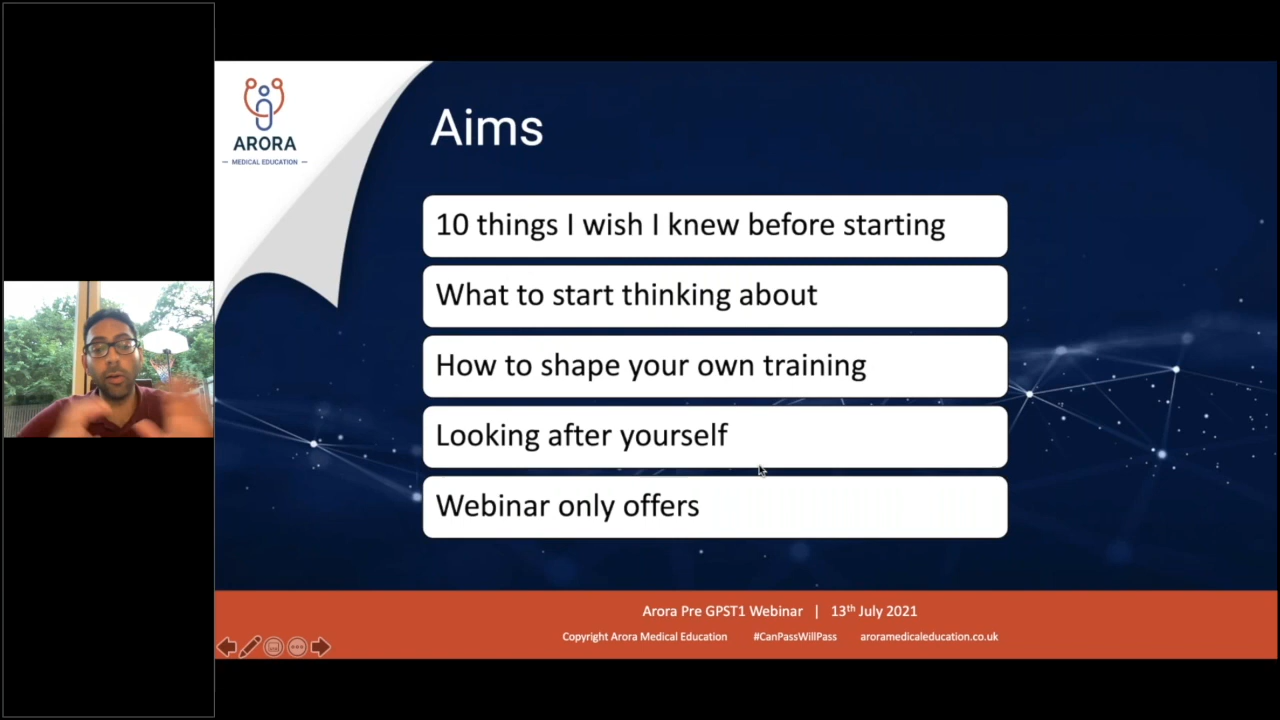 ARORA
MEDICAL EDUCATION
Aims
10 things I wish I knew before starting
What to start thinking about
How to shape your own training
Looking after yourself
Webinar only offers
Arora Pre GPST1 Webinar | 13th July 2021
Copyright Arora Medical Education #CanPassWillPass aroramedicaleducation.co.uk